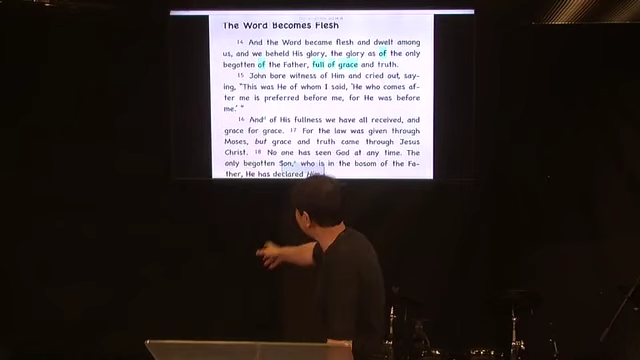 The Word Becomes Flesh
14 And the Word became flesh and dwelt among
us, and we beheld His glory, the glory as of the only
begotten of the Father, full of grace and truth.
15 John bore witness of Him and cried out, say-
ing, "This was He of whom I said, 'He who comes af-
ter me is preferred before me, for He was before
me.' "
16 And of His fullness we have all received, and
grace for grace. 17 For the law was given through
Moses, but grace and truth came through Jesus
Christ. 18 No one has seen God at any time. The
only begotten Son, who is in the bosom of the Fa-
ther, He has declared Him.